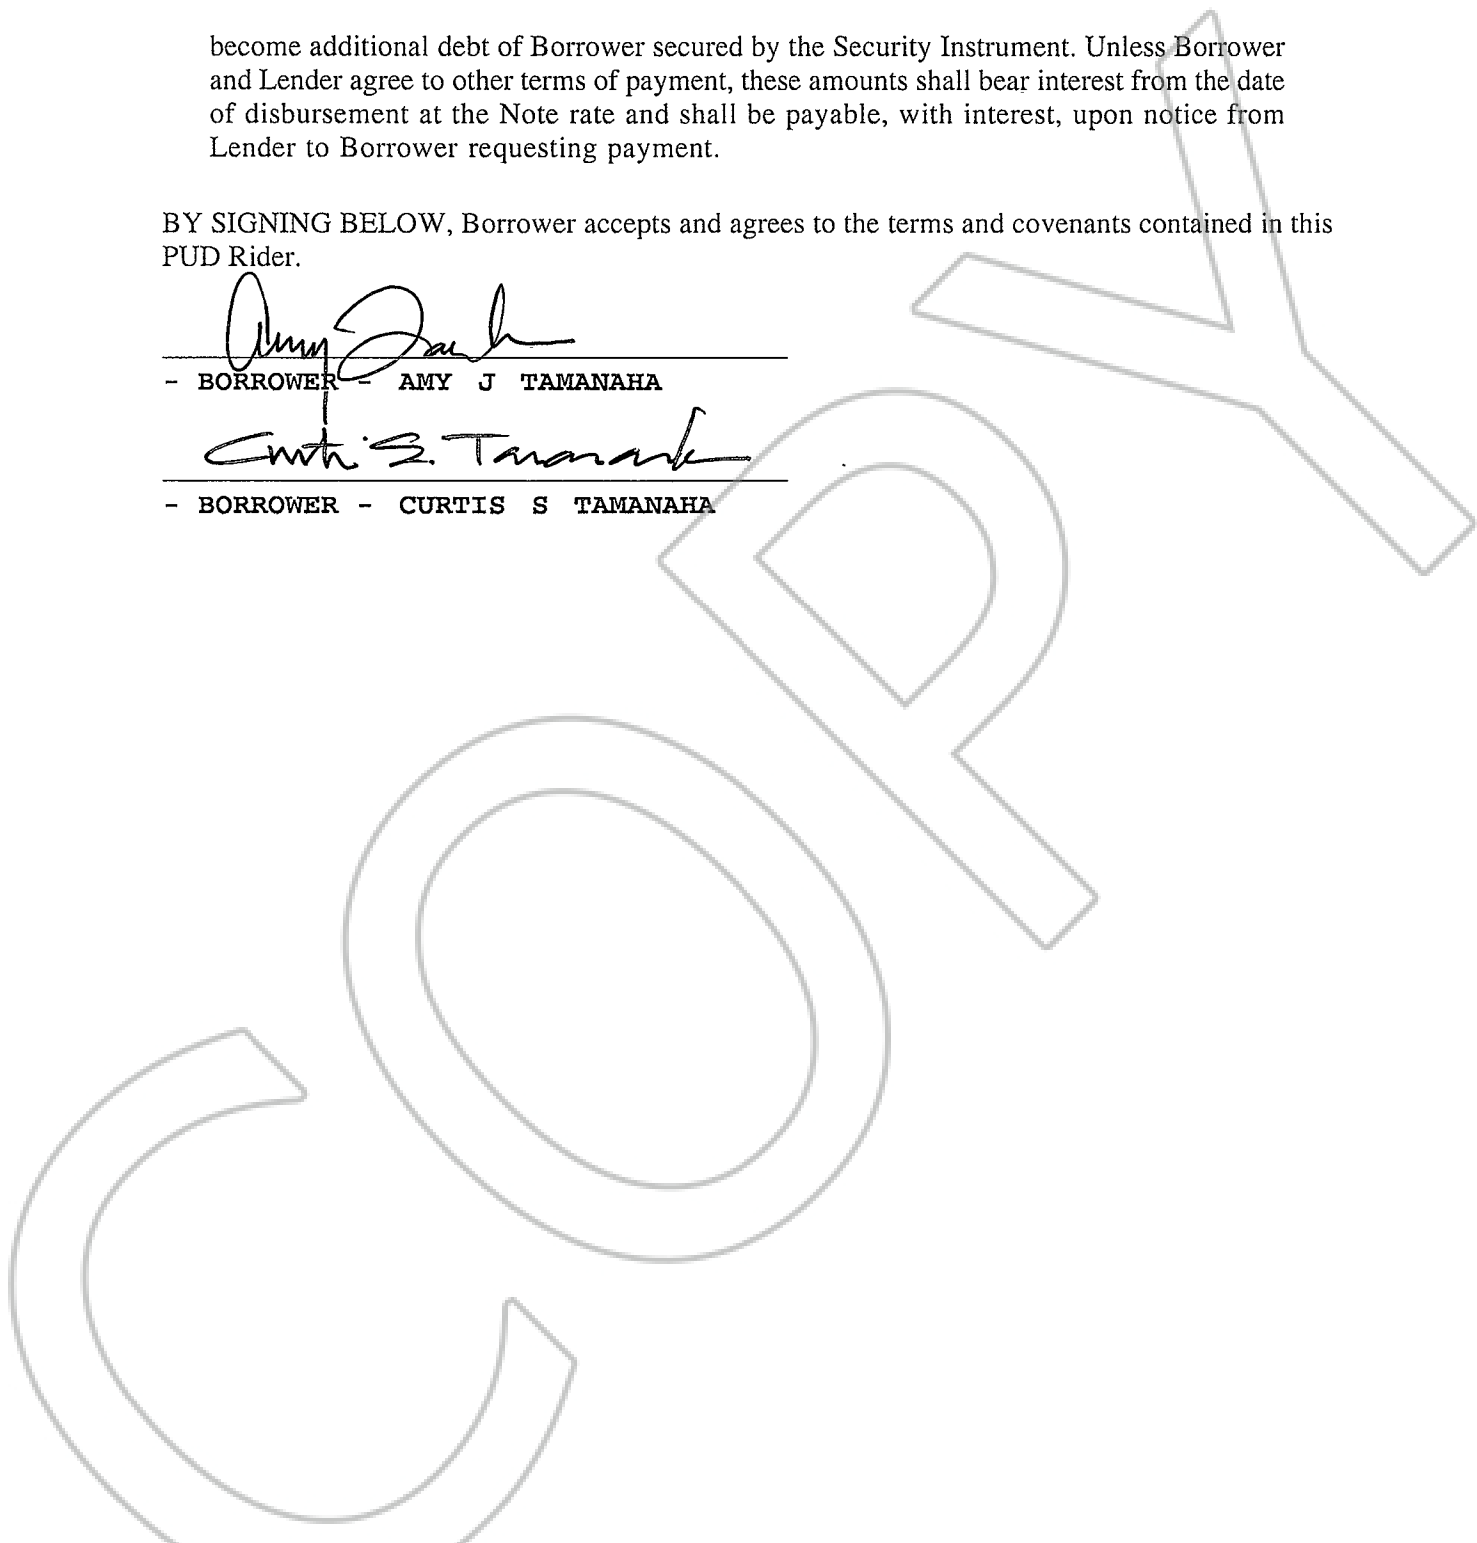 become additional debt of Borrower secured by the Security Instrument. Unless Borrower
and Lender agree to other terms of payment, these amounts shall bear interest from the date
of disbursement at the Note rate and shall be payable, with interest, upon notice from
Lender to Borrower requesting payment.
BY SIGNING BELOW, Borrower accepts and agrees to the terms and covenants contained in this
PUD Rider.
Amy
- BORROWER - AMY J TAMANAHA
Curtis S. Tamanaha
- BORROWER - CURTIS S TAMANAHA
COPY